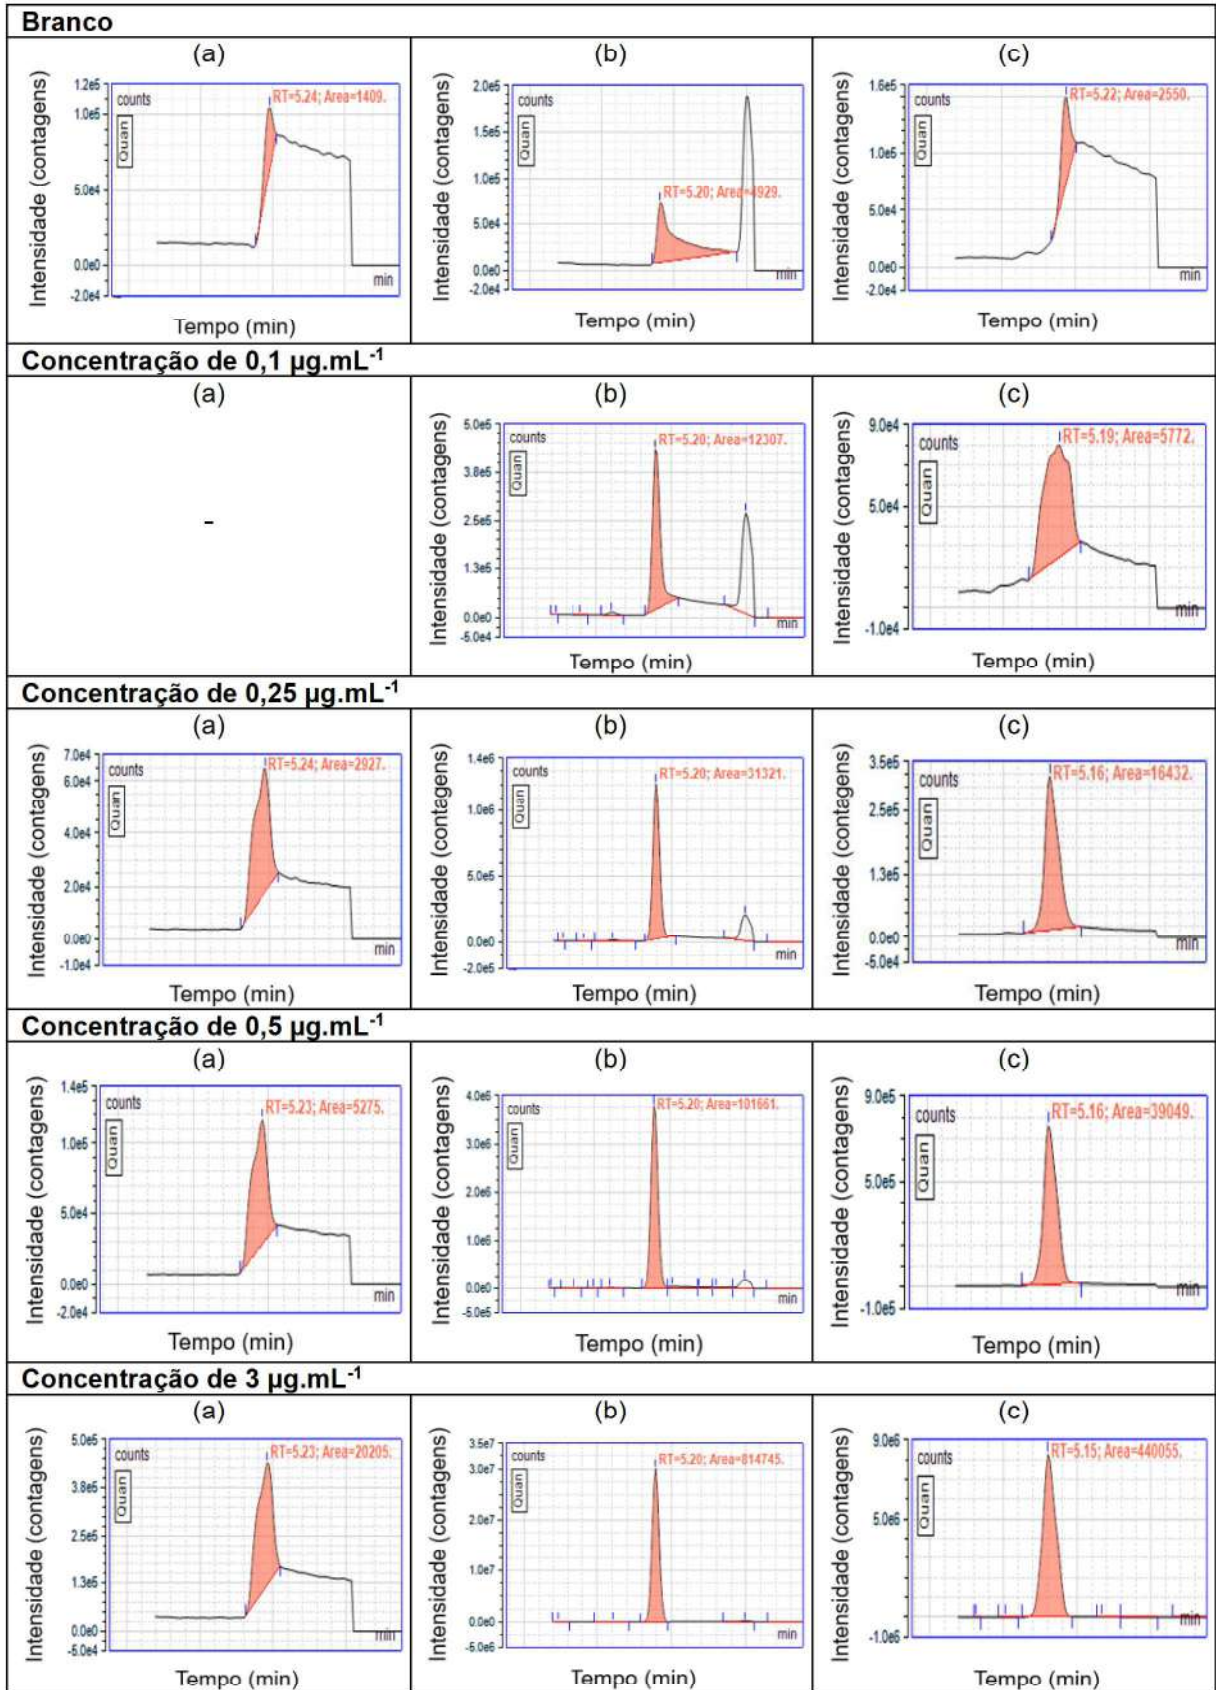 Branco
(a)
Intensidade (contagens)
1.2e5
1.0e5
5.0e4
0.0e0
-2.0e4
counts
Quan
RT=5.24; Area=1409.
min
Tempo (min)
(b)
Intensidade (contagens)
2.0e5
1.5e5
1.0e5
5.0e4
0.0e0
-2.0e4
RT=5.20; Area=4929.
Tempo (min)
(c)
Intensidade (contagens)
1.6e5
1.0e5
5.0e4
0.0e0
-2.0e4
counts
Quan
RT=5.22; Area=2550.
min
Tempo (min)
Concentração de 0,1 µg.mL-1
(a)
-
(b)
Intensidade (contagens)
5.0e5
3.8e5
2.5e5
1.3e5
0.0e0
-5.0e4
counts
Quan
RT=5.20; Area=12307.
min
Tempo (min)
(c)
Intensidade (contagens)
9.0e4
5.0e4
-1.0e4
counts
Quan
RT=5.19; Area=5772.
min
Tempo (min)
Concentração de 0,25 µg.mL-1
(a)
Intensidade (contagens)
7.0e4
6.0e4
4.0e4
2.0e4
0.0e0
-1.0e4
counts
Quan
RT=5.24; Area=2927.
min
Tempo (min)
(b)
Intensidade (contagens)
1.4e6
1.0e6
5.0e5
0.0e0
-2.0e5
counts
Quan
RT=5.20; Area=31321.
min
Tempo (min)
(c)
Intensidade (contagens)
3.5e5
2.5e5
1.3e5
0.0e0
-5.0e4
counts
Quan
RT=5.16; Area=16432.
min
Tempo (min)
Concentração de 0,5 µg.mL-1
(a)
Intensidade (contagens)
1.4e5
1.0e5
5.0e4
0.0e0
-2.0e4
counts
Quan
RT=5.23; Area=5275.
min
Tempo (min)
(b)
Intensidade (contagens)
4.0e6
3.0e6
2.0e6
1.0e6
0.0e0
-5.0e5
counts
Quan
RT=5.20; Area=101661.
min
Tempo (min)
(c)
Intensidade (contagens)
9.0e5
5.0e5
-1.0e5
counts
Quan
RT=5.16; Area=39049.
min
Tempo (min)
Concentração de 3 µg.mL-1
(a)
Intensidade (contagens)
5.0e5
3.8e5
2.5e5
1.3e5
0.0e0
-5.0e4
counts
Quan
RT=5.23; Area=20205.
min
Tempo (min)
(b)
Intensidade (contagens)
3.5e7
3.0e7
2.0e7
1.0e7
0.0e0
-5.0e6
counts
Quan
RT=5.20; Area=814745.
min
Tempo (min)
(c)
Intensidade (contagens)
9.0e6
5.0e6
-1.0e6
counts
Quan
RT=5.15; Area=440055.
min
Tempo (min)